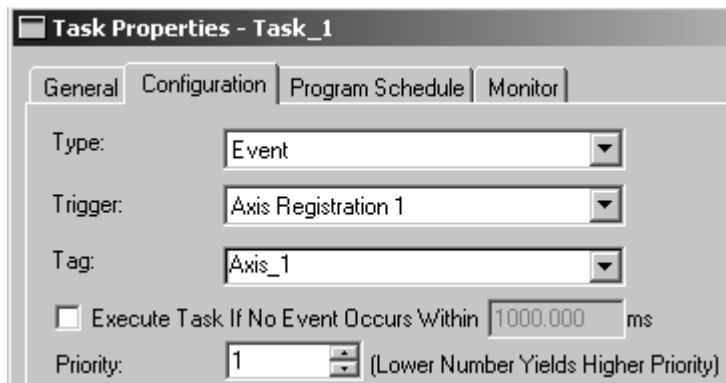 Task Properties - Task_1
General Configuration Program Schedule Monitor
Type: Event
Trigger: Axis Registration 1
Tag: Axis_1
Execute Task If No Event Occurs Within 1000.000 ms
Priority: 1 (Lower Number Yields Higher Priority)